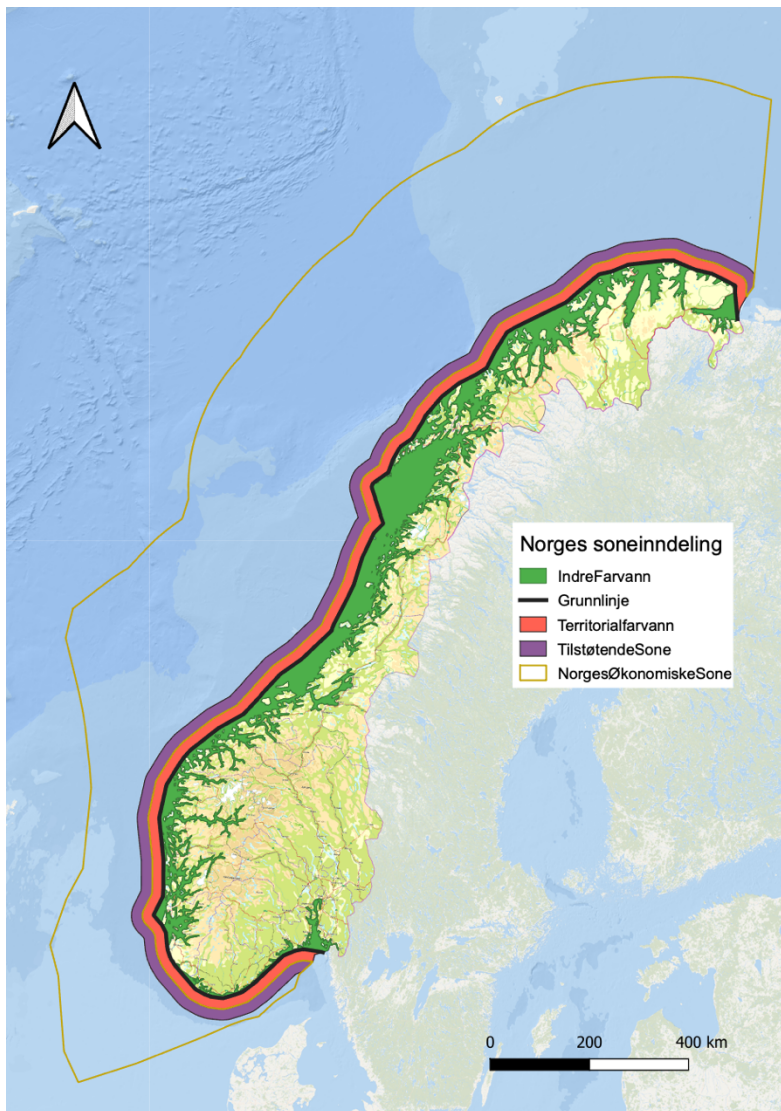 Norges soneinndeling
IndreFarvann
Grunnlinje
Territorialfarvann
TilstøtendeSone
NorgesØkonomiskeSone
0 200 400 km